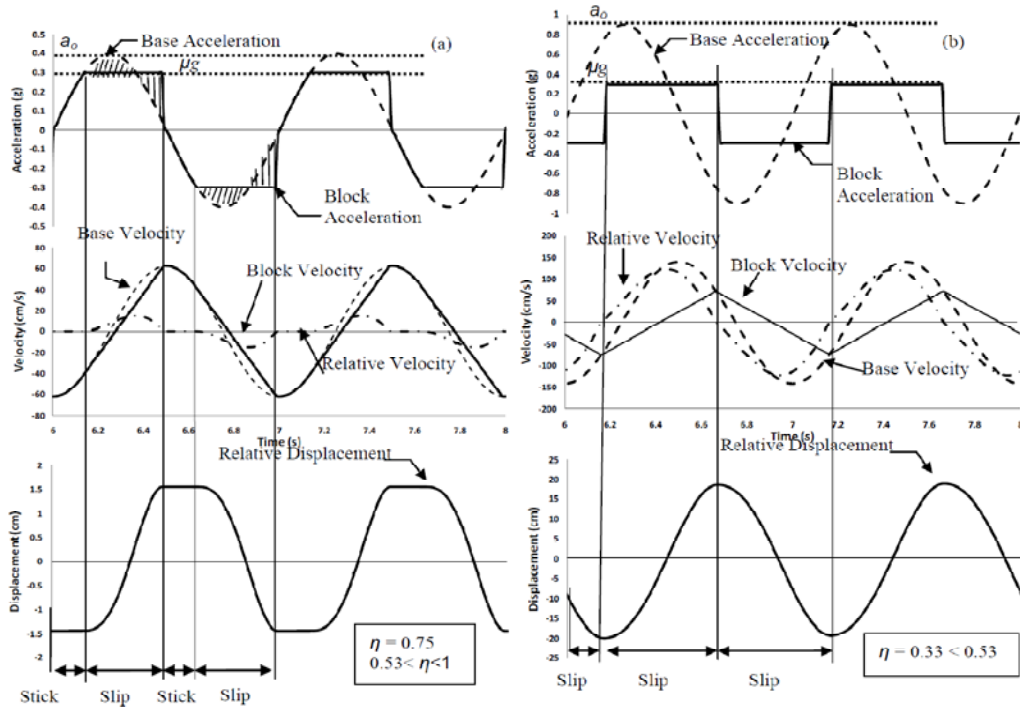 a₀
Base Acceleration
(a)
μg
Acceleration (g)
0.5
0.4
0.3
0.2
0.1
0
-0.1
-0.2
-0.3
-0.4
-0.5
Block
Acceleration
Base Velocity
Block Velocity
Relative Velocity
Velocity (cm/s)
80
60
40
20
0
-20
-40
-60
-80
6 6.2 6.4 6.6 6.8 7 7.2 7.4 7.6 7.8 8
Time (s)
Relative Displacement
Displacement (cm)
2
1.5
1
0.5
0
-0.5
-1
-1.5
-2
η = 0.75
0.53< η<1
Stick Slip Stick Slip
a₀
Base Acceleration
(b)
μg
Acceleration (g)
1
0.8
0.6
0.4
0.2
0
-0.2
-0.4
-0.6
-0.8
-1
Block
Acceleration
Relative Velocity
Block Velocity
Base Velocity
Velocity (cm/s)
200
150
100
50
0
-50
-100
-150
-200
6 6.2 6.4 6.6 6.8 7 7.2 7.4 7.6 7.8 8
Time (s)
Relative Displacement
Displacement (cm)
25
20
15
10
5
0
-5
-10
-15
-20
-25
η = 0.33 < 0.53
Slip Slip Slip